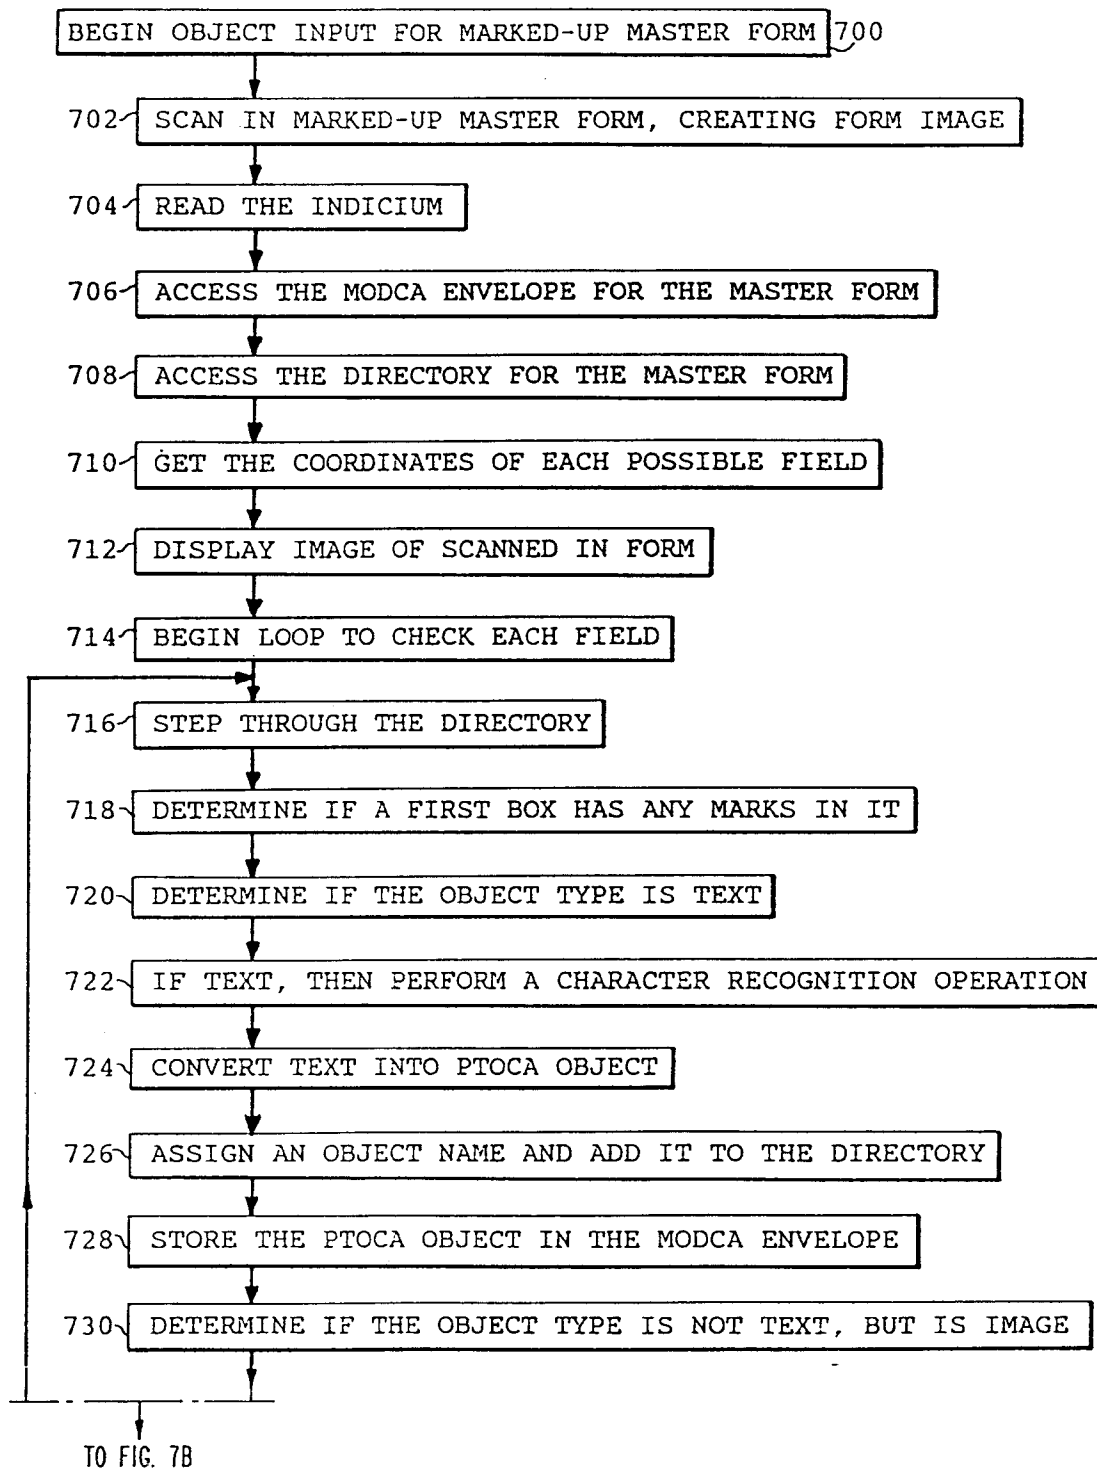 BEGIN OBJECT INPUT FOR MARKED-UP MASTER FORM 700
702 SCAN IN MARKED-UP MASTER FORM, CREATING FORM IMAGE
704 READ THE INDICIUM
706 ACCESS THE MODCA ENVELOPE FOR THE MASTER FORM
708 ACCESS THE DIRECTORY FOR THE MASTER FORM
710 GET THE COORDINATES OF EACH POSSIBLE FIELD
712 DISPLAY IMAGE OF SCANNED IN FORM
714 BEGIN LOOP TO CHECK EACH FIELD
716 STEP THROUGH THE DIRECTORY
718 DETERMINE IF A FIRST BOX HAS ANY MARKS IN IT
720 DETERMINE IF THE OBJECT TYPE IS TEXT
722 IF TEXT, THEN PERFORM A CHARACTER RECOGNITION OPERATION
724 CONVERT TEXT INTO PTOCA OBJECT
726 ASSIGN AN OBJECT NAME AND ADD IT TO THE DIRECTORY
728 STORE THE PTOCA OBJECT IN THE MODCA ENVELOPE
730 DETERMINE IF THE OBJECT TYPE IS NOT TEXT, BUT IS IMAGE
TO FIG. 7B